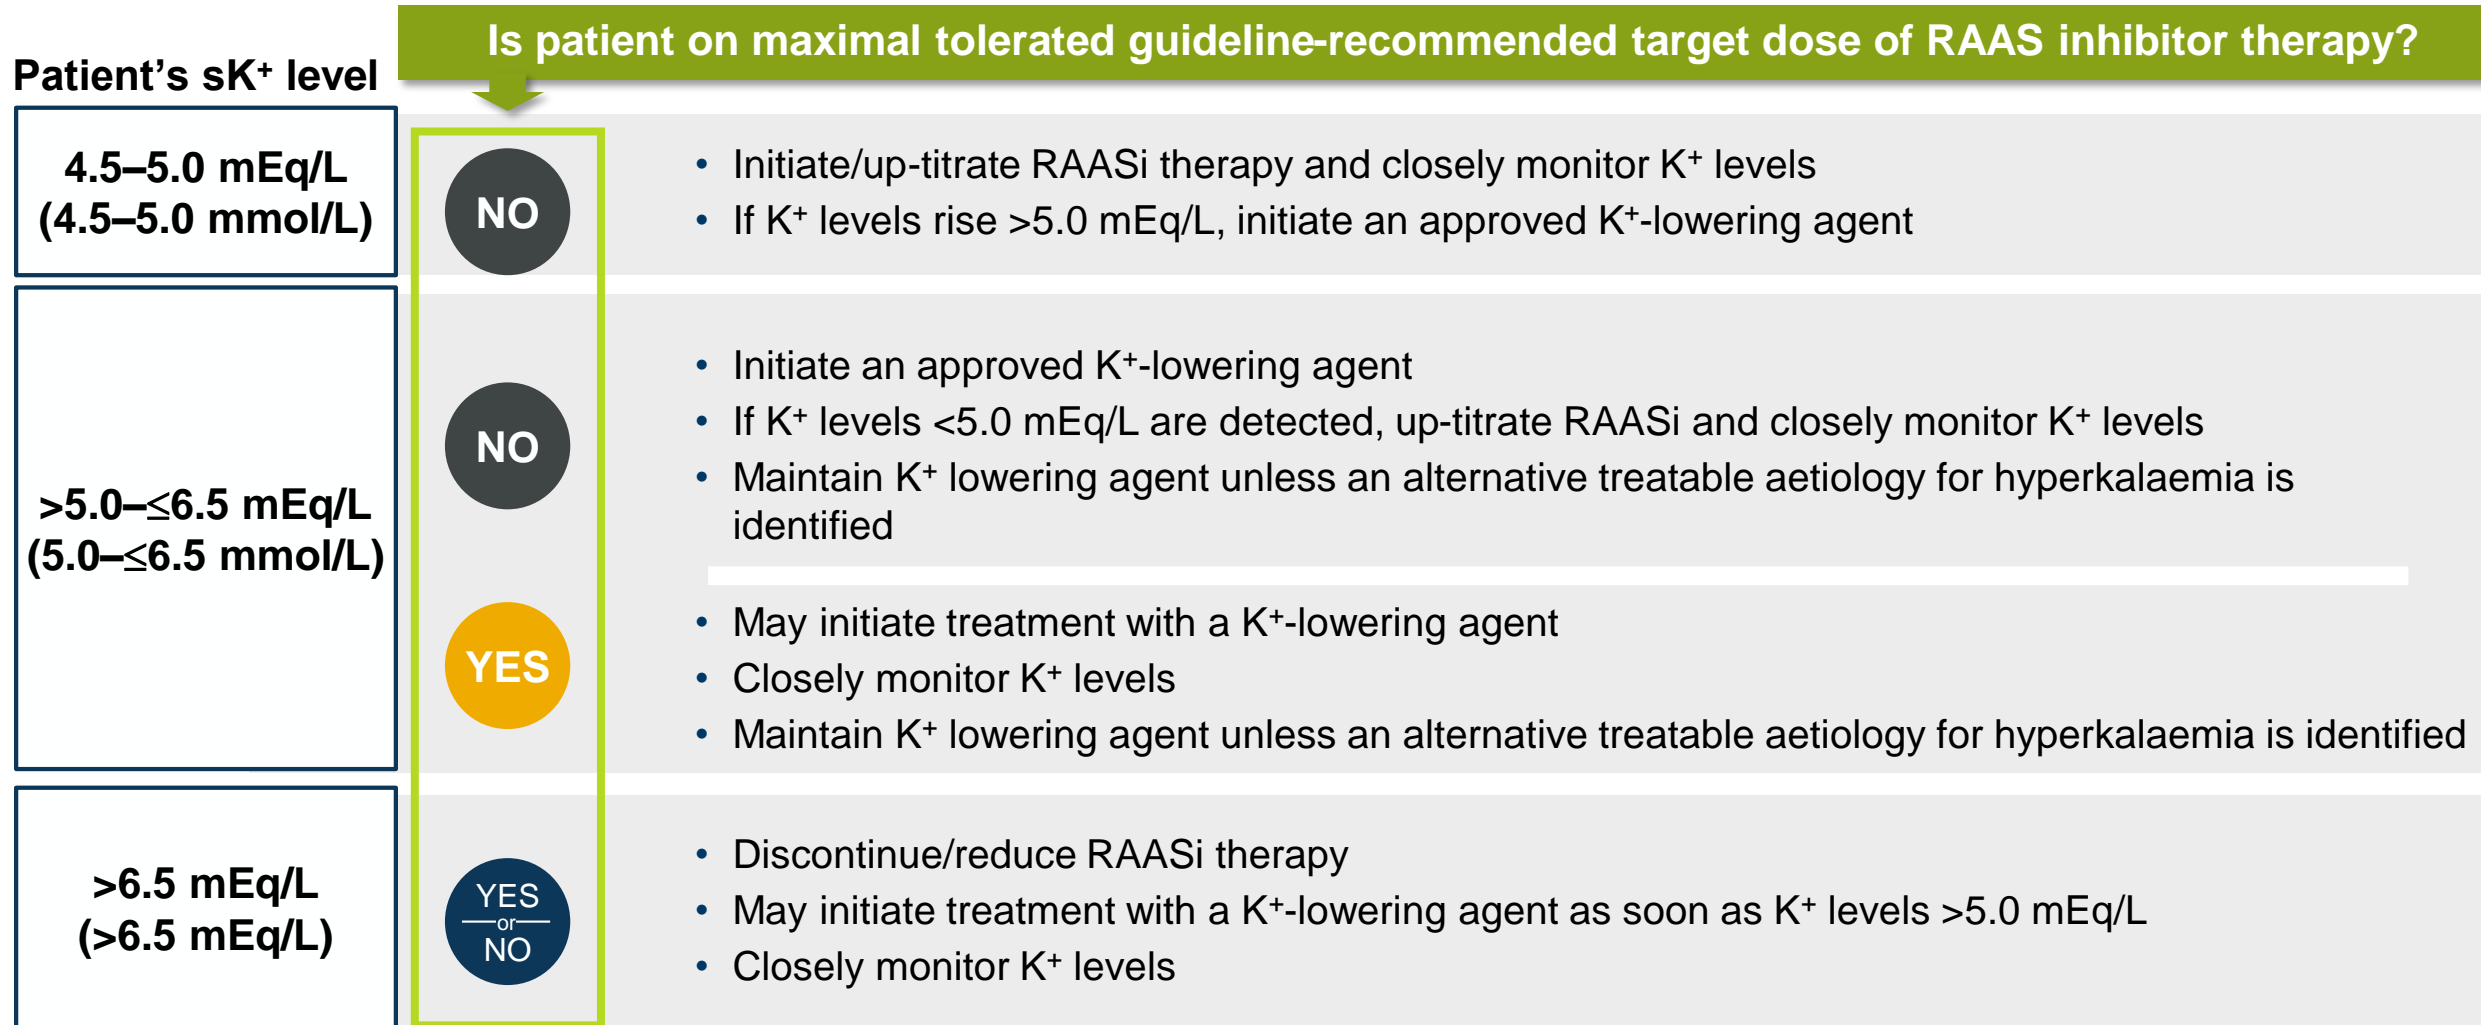 Is patient on maximal tolerated guideline-recommended target dose of RAAS inhibitor therapy?
Patient’s sK⁺ level
4.5–5.0 mEq/L
(4.5–5.0 mmol/L)
NO
• Initiate/up-titrate RAASi therapy and closely monitor K⁺ levels
• If K⁺ levels rise >5.0 mEq/L, initiate an approved K⁺-lowering agent
>5.0–≤6.5 mEq/L
(5.0–≤6.5 mmol/L)
NO
• Initiate an approved K⁺-lowering agent
• If K⁺ levels <5.0 mEq/L are detected, up-titrate RAASi and closely monitor K⁺ levels
• Maintain K⁺ lowering agent unless an alternative treatable aetiology for hyperkalaemia is
identified
YES
• May initiate treatment with a K⁺-lowering agent
• Closely monitor K⁺ levels
• Maintain K⁺ lowering agent unless an alternative treatable aetiology for hyperkalaemia is identified
>6.5 mEq/L
(>6.5 mEq/L)
YES
or
NO
• Discontinue/reduce RAASi therapy
• May initiate treatment with a K⁺-lowering agent as soon as K⁺ levels >5.0 mEq/L
• Closely monitor K⁺ levels